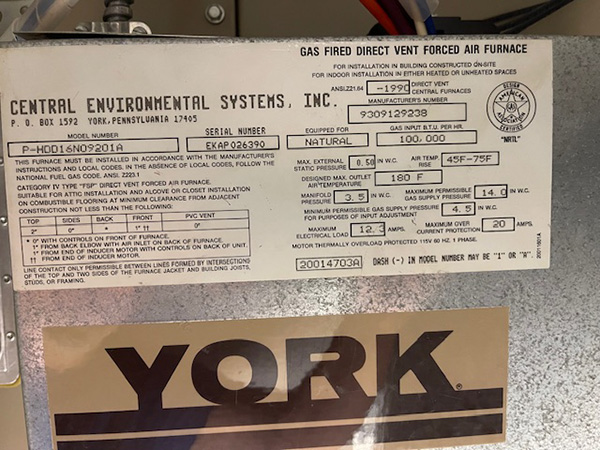 GAS FIRED DIRECT VENT FORCED AIR FURNACE
FOR INSTALLATION IN BUILDING CONSTRUCTED ON-SITE
FOR INDOOR INSTALLATION IN EITHER HEATED OR UNHEATED SPACES
ANSIZ21.64 -1990 DIRECT VENT CENTRAL FURNACES
CENTRAL ENVIRONMENTAL SYSTEMS, INC.
P. O. BOX 1592 YORK, PENNSYLVANIA 17405
MANUFACTURER'S NUMBER
9309129238
DESIGN AMERICAN GAS ASSOCIATION CERTIFIED
"NRTL"
MODEL NUMBER SERIAL NUMBER EQUIPPED FOR GAS INPUT B.T.U. PER HR.
P-HDD16N09201A EKAP026390 NATURAL 100,000
THIS FURNACE MUST BE INSTALLED IN ACCORDANCE WITH THE MANUFACTURER'S
INSTRUCTIONS AND LOCAL CODES. IN THE ABSENCE OF LOCAL CODES, FOLLOW THE
NATIONAL FUEL GAS CODE ANSI. Z223.1
CATEGORY IV TYPE "FSP" DIRECT VENT FORCED AIR FURNACE.
SUITABLE FOR ATTIC INSTALLATION AND ALCOVE OR CLOSET INSTALLATION
ON COMBUSTIBLE FLOORING AT MINIMUM CLEARANCE FROM ADJACENT
CONSTRUCTION NOT LESS THAN THE FOLLOWING:
TOP SIDES BACK FRONT PVC VENT
2" 0" * 1" †† 0"
* 0" WITH CONTROLS ON FRONT OF FURNACE.
1" FROM BACK ELBOW WITH AIR INLET ON BACK OF FURNACE.
1" FROM END OF INDUCER MOTOR WITH CONTROLS ON BACK OF UNIT.
†† 1" FROM END OF INDUCER MOTOR.
LINE CONTACT ONLY PERMISSIBLE BETWEEN LINES FORMED BY INTERSECTIONS
OF THE TOP AND TWO SIDES OF THE FURNACE JACKET AND BUILDING JOISTS,
STUDS, OR FRAMING.
MAX. EXTERNAL STATIC PRESSURE 0.50 IN W.C. AIR TEMP. RISE 45F-75F
DESIGNED MAX. OUTLET AIR TEMPERATURE 180 F
MANIFOLD PRESSURE 3.5 IN W.C. MAXIMUM PERMISSIBLE GAS SUPPLY PRESSURE 14.0 IN W.C.
MINIMUM PERMISSIBLE GAS SUPPLY PRESSURE FOR PURPOSES OF INPUT ADJUSTMENT 4.5 IN W.C.
MAXIMUM ELECTRICAL LOAD 12.3 AMPS. MAXIMUM OVER CURRENT PROTECTION 20 AMPS.
MOTOR THERMALLY OVERLOAD PROTECTED 115V 60 HZ. 1 PHASE.
20014703A DASH (-) IN MODEL NUMBER MAY BE "1" OR "A".
YORK